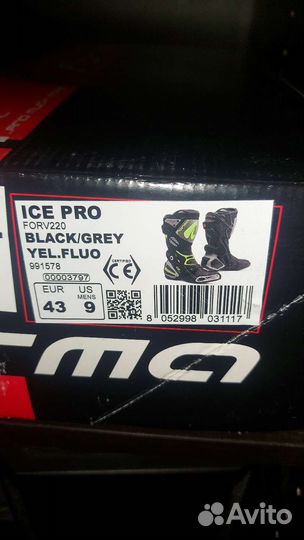 ICE PRO
FORV220
BLACK/GREY
YEL.FLUO
991578
00003797
CERTIFIED
CE
EUR US
MENS
43 9
8 052998 031117
Avito